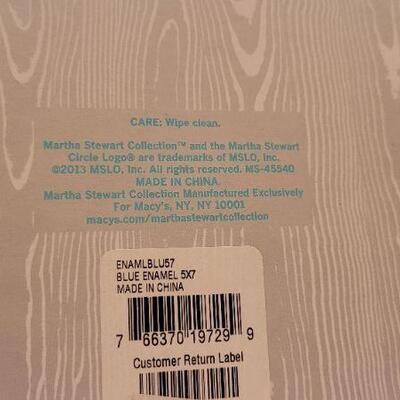 CARE: Wipe clean.
Martha Stewart Collection™ and the Martha Stewart
Circle Logo® are trademarks of MSLO, Inc.
©2013 MSLO, Inc. All rights reserved. MS-45540
MADE IN CHINA.
Martha Stewart Collection Manufactured Exclusively
For Macy's, NY, NY 10001
macys.com/marthastewartcollection
ENAMLBLU57
BLUE ENAMEL 5X7
MADE IN CHINA
7 66370 19729 9
Customer Return Label